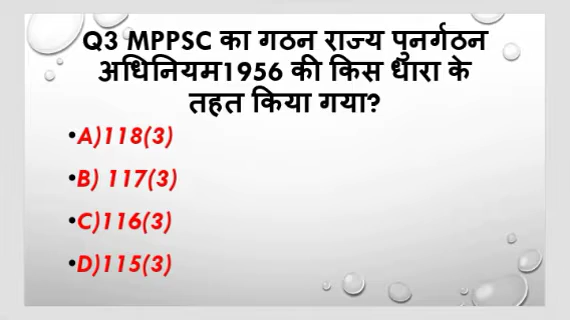 Q3 MPPSC का गठन राज्य पुनर्गठन
अधिनियम1956 की किस धारा के
तहत किया गया?
•A)118(3)
•B) 117(3)
•C)116(3)
•D)115(3)